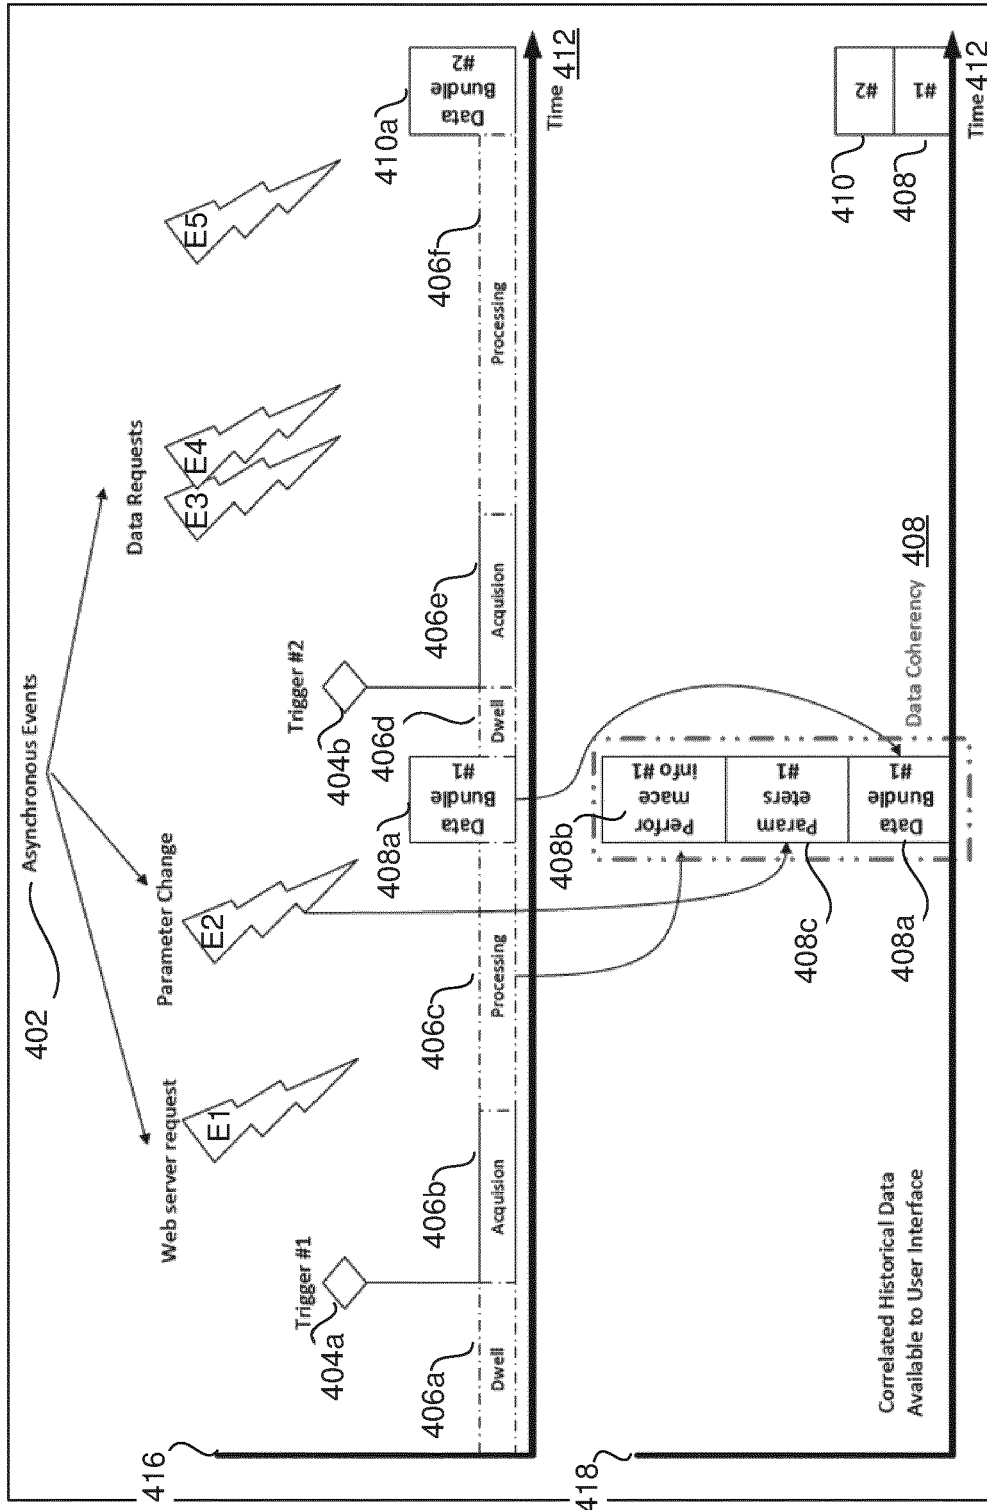 402
Asynchronous Events
Web server request
Parameter Change
Data Requests
E1
E2
E3
E4
E5
416
Trigger #1
404a
Trigger #2
404b
406a
406b
406c
408a
406d
406e
406f
410a
Dwell
Acquision
Processing
Data
Bundle
#1
Dwell
Acquision
Processing
Data
Bundle
#2
Time 412
418
Correlated Historical Data
Available to User Interface
408b
Perfor
mace
info #1
Param
eters
#1
Data
Bundle
#1
408c
408a
Data Coherency 408
410
408
#2
#1
Time 412